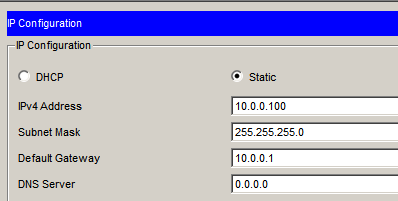 IP Configuration
IP Configuration
DHCP Static
IPv4 Address 10.0.0.100
Subnet Mask 255.255.255.0
Default Gateway 10.0.0.1
DNS Server 0.0.0.0